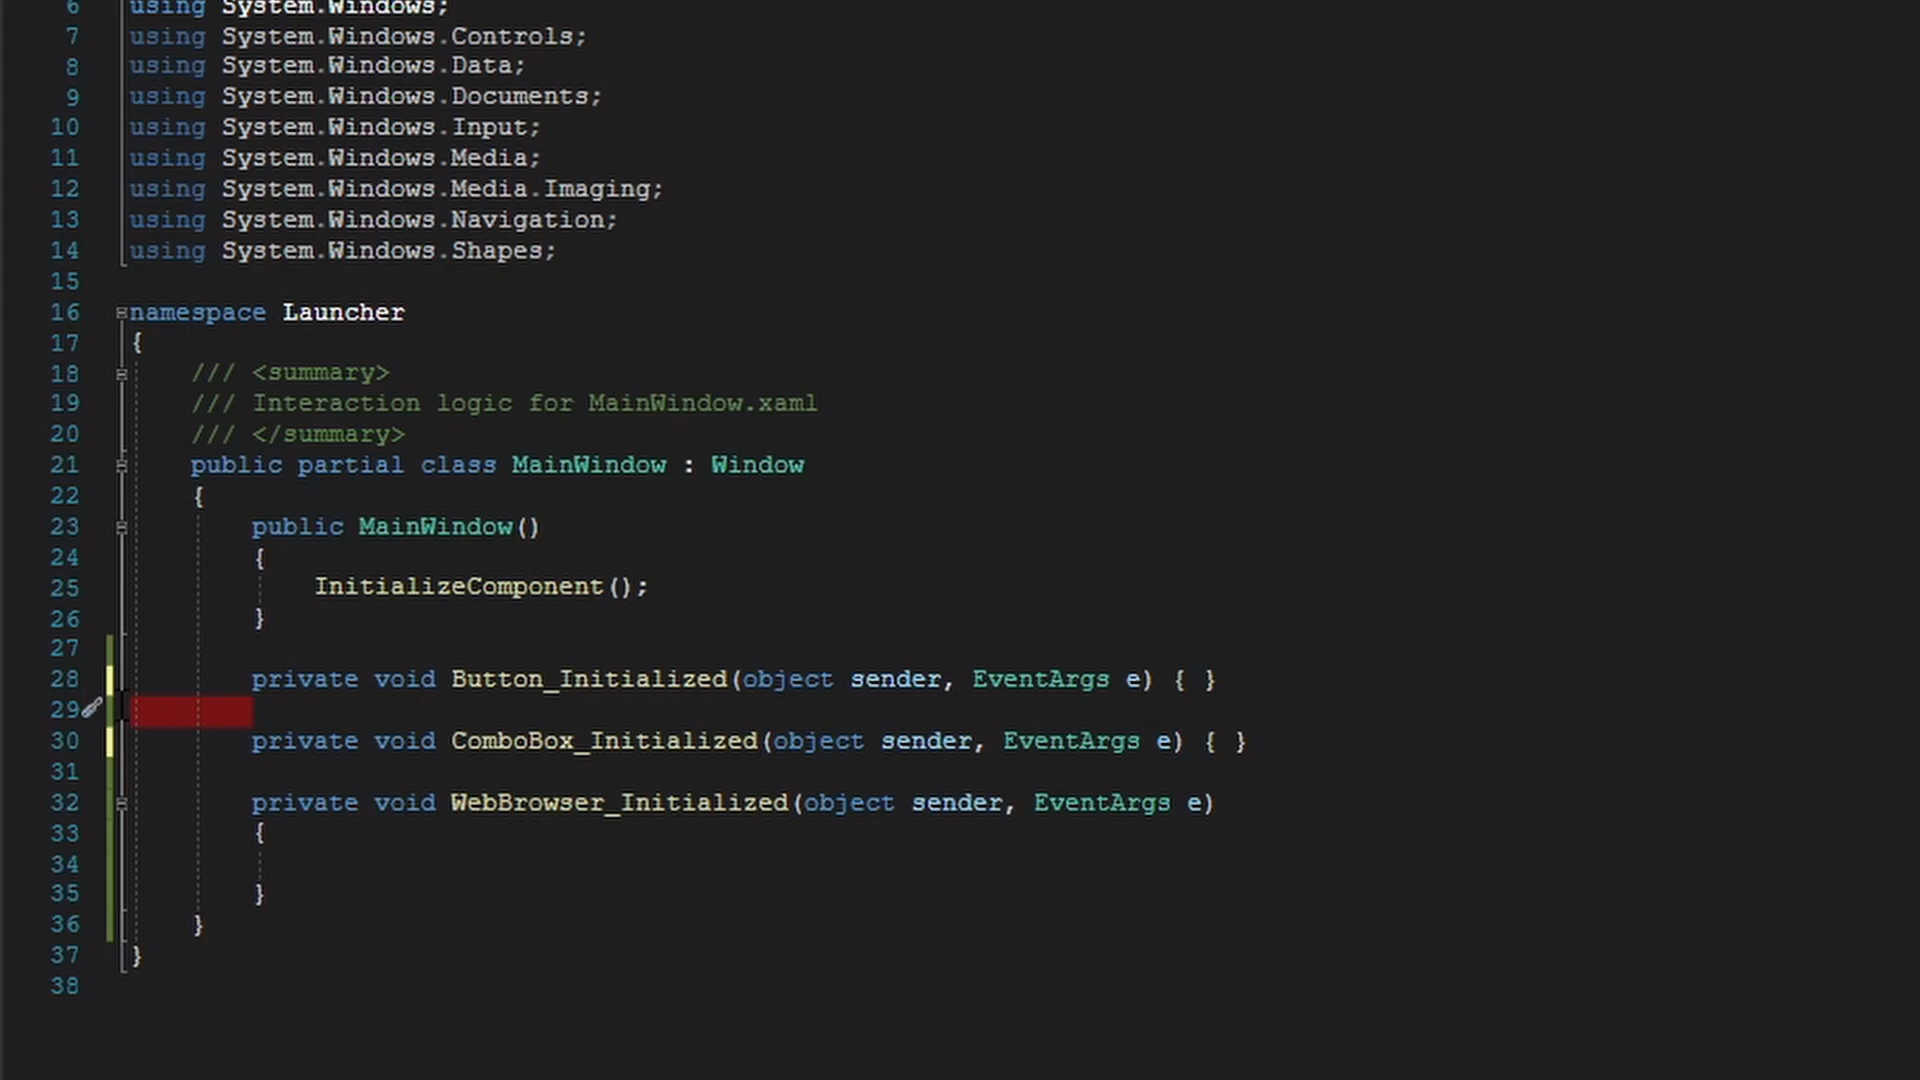 6 using System.Windows;
7 using System.Windows.Controls;
8 using System.Windows.Data;
9 using System.Windows.Documents;
10 using System.Windows.Input;
11 using System.Windows.Media;
12 using System.Windows.Media.Imaging;
13 using System.Windows.Navigation;
14 using System.Windows.Shapes;
15
16 namespace Launcher
17 {
18 /// <summary>
19 /// Interaction logic for MainWindow.xaml
20 /// </summary>
21 public partial class MainWindow : Window
22 {
23 public MainWindow()
24 {
25 InitializeComponent();
26 }
27
28 private void Button_Initialized(object sender, EventArgs e) { }
29
30 private void ComboBox_Initialized(object sender, EventArgs e) { }
31
32 private void WebBrowser_Initialized(object sender, EventArgs e)
33 {
34
35 }
36 }
37 }
38